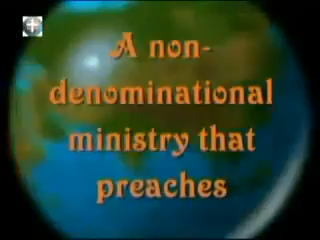 A non-
denominational
ministry that
preaches